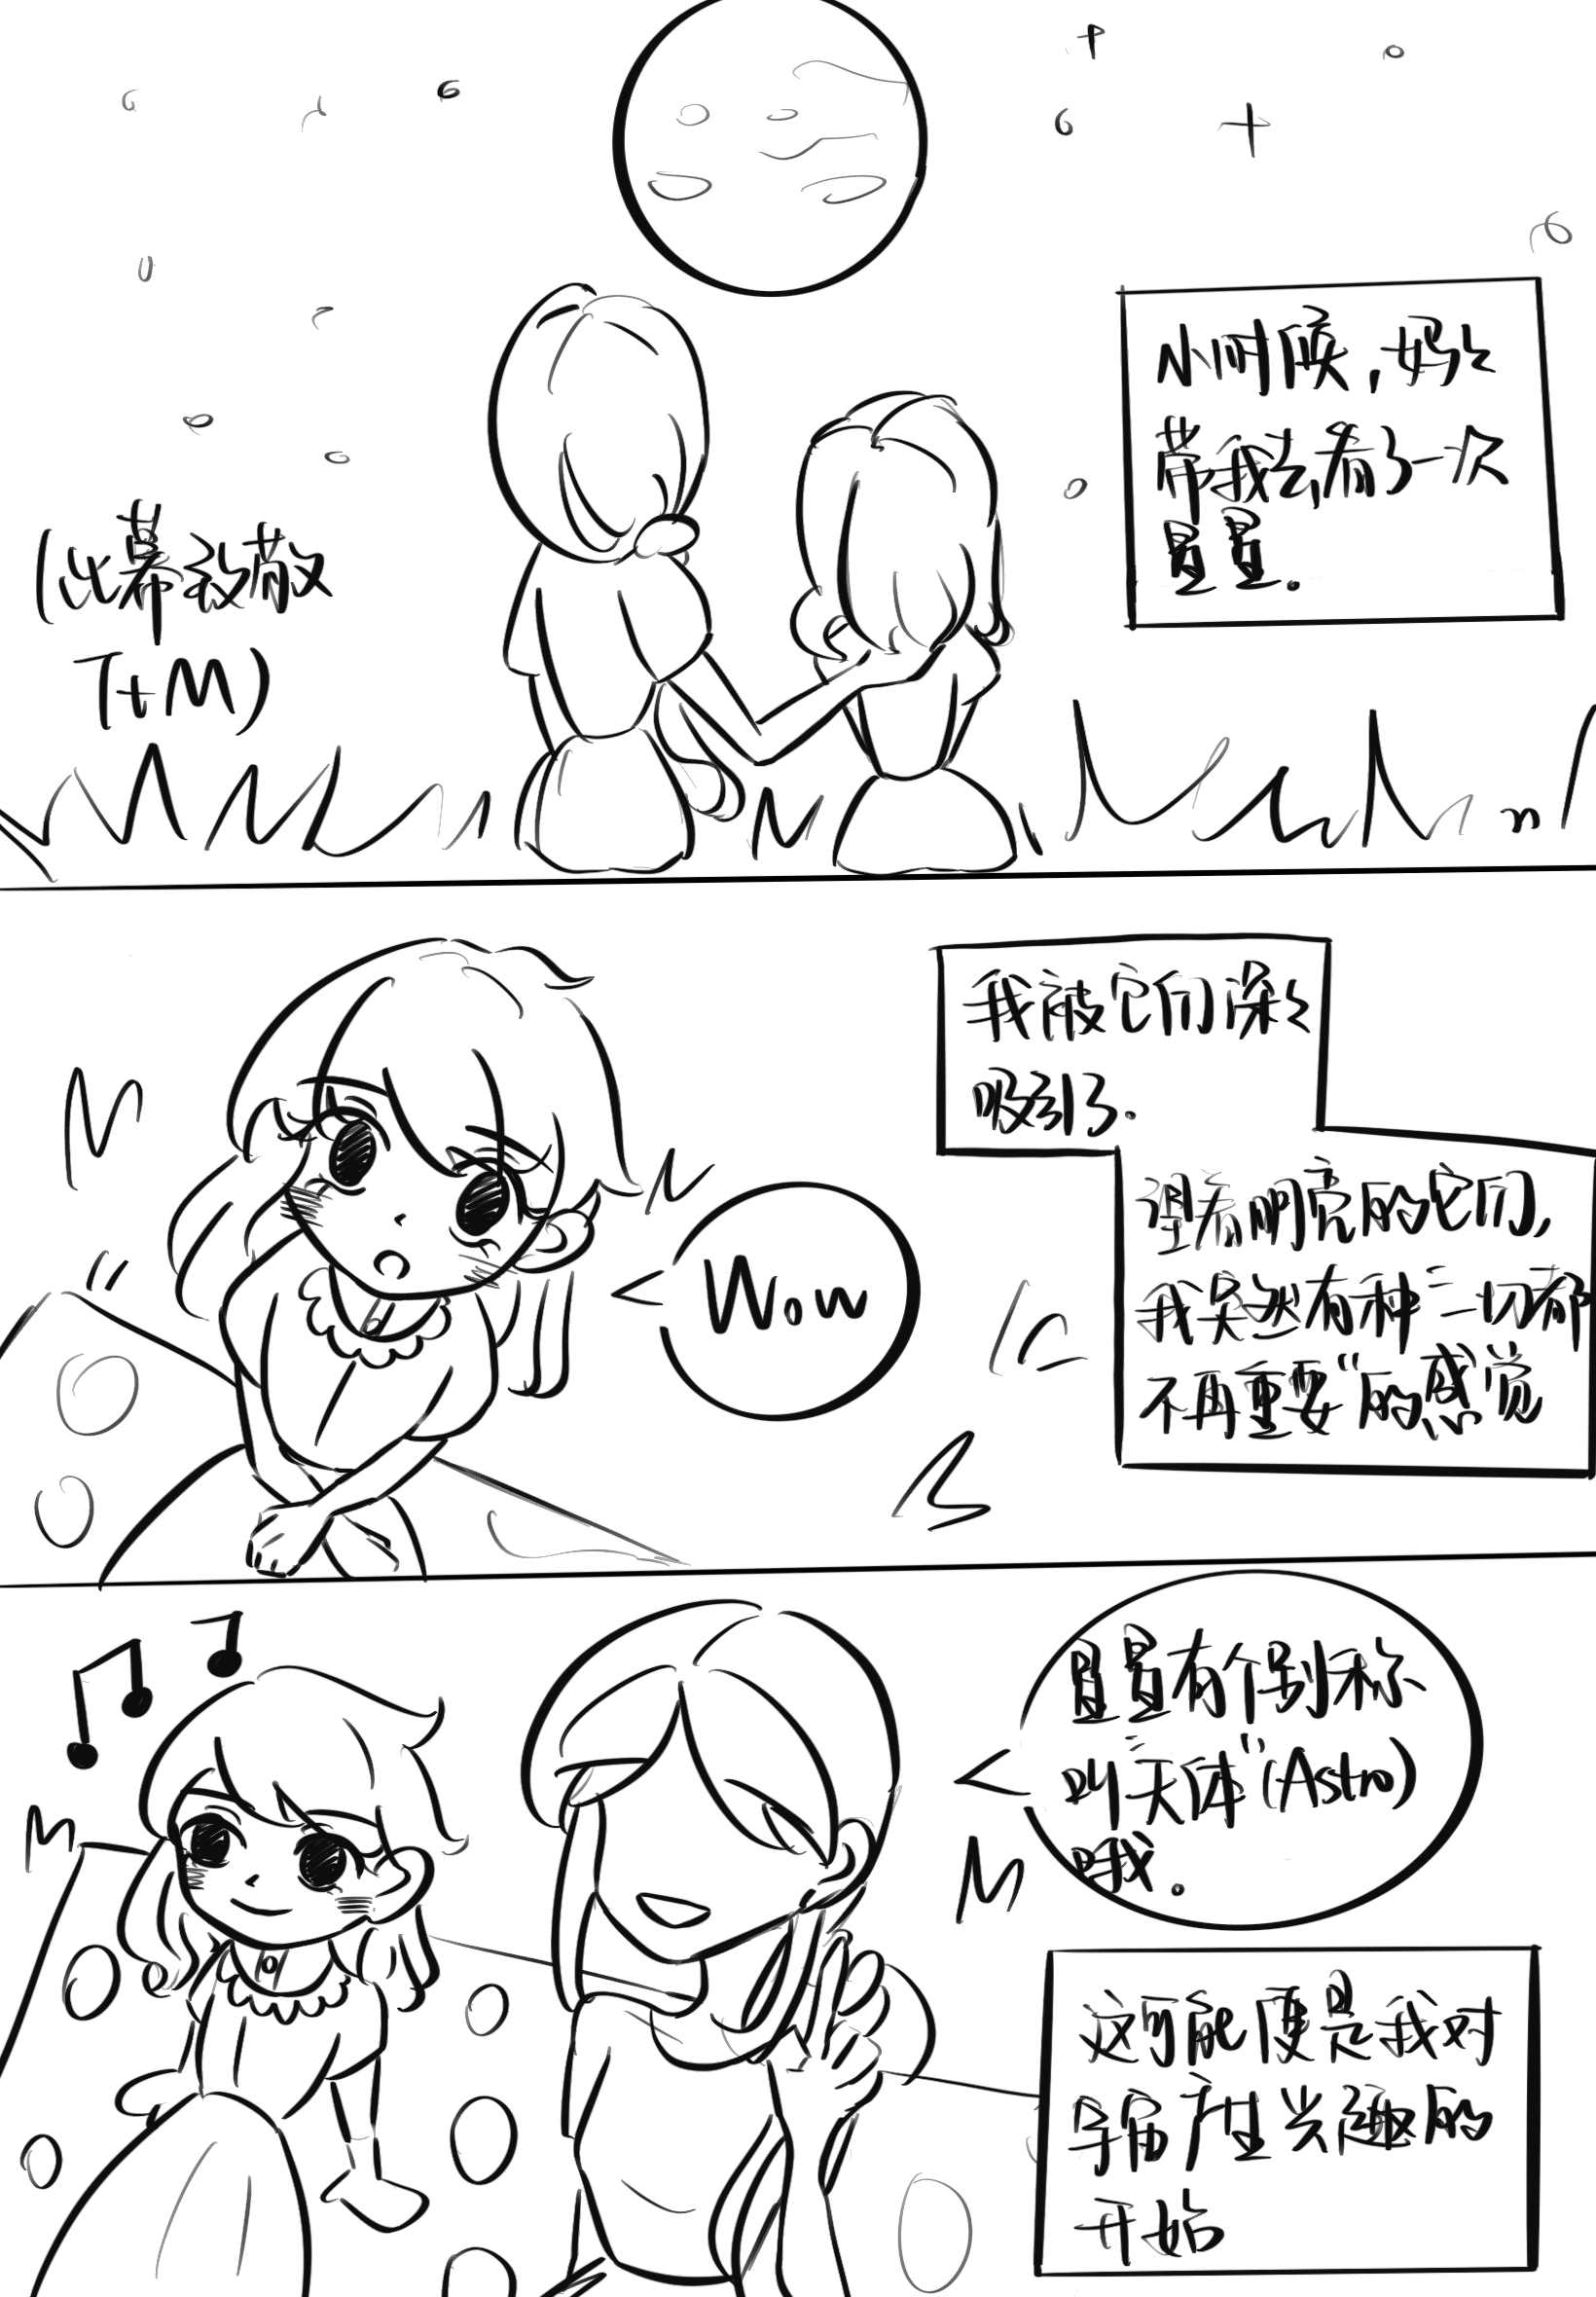 小时候,妈々
带我去看了一次
星星.
(此幕致敬
T+M)
我被它们深々
吸引了.
望着明亮的它们,
我突然有种“一切都
不再重要”的感觉
Wow
星星有个别称
叫“天体”(Astro)
哦.
这可能便是我对
宇宙产生兴趣的
开始